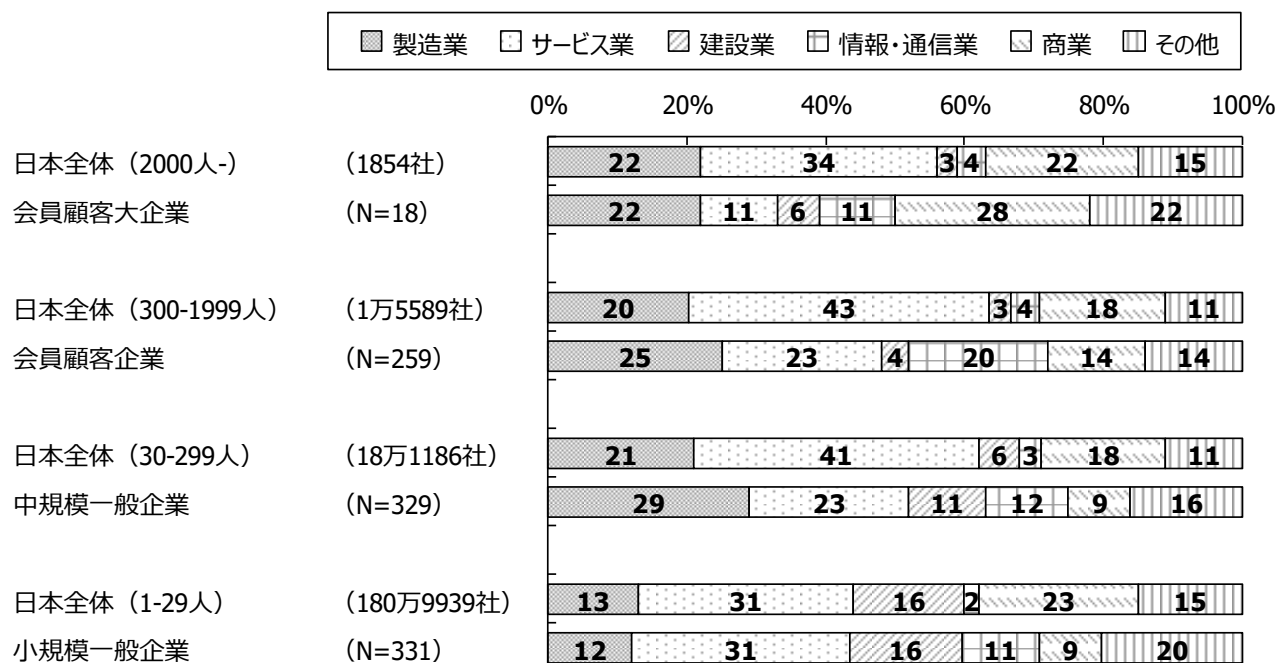 製造業 サービス業 建設業 情報・通信業 商業 その他
0% 20% 40% 60% 80% 100%
日本全体（2000人-） （1854社） 22 34 3 4 22 15
会員顧客大企業 （N=18） 22 11 6 11 28 22
日本全体（300-1999人） （1万5589社） 20 43 3 4 18 11
会員顧客企業 （N=259） 25 23 4 20 14 14
日本全体（30-299人） （18万1186社） 21 41 6 3 18 11
中規模一般企業 （N=329） 29 23 11 12 9 16
日本全体（1-29人） （180万9939社） 13 31 16 2 23 15
小規模一般企業 （N=331） 12 31 16 11 9 20